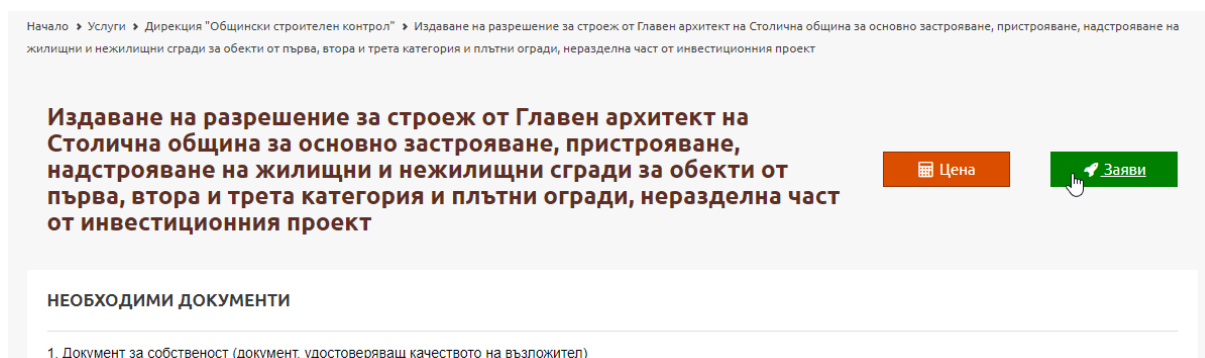 Начало > Услуги > Дирекция "Общински строителен контрол" > Издаване на разрешение за строеж от Главен архитект на Столична община за основно застрояване, пристрояване, надстрояване на
жилищни и нежилищни сгради за обекти от първа, втора и трета категория и плътни огради, неразделна част от инвестиционния проект
Издаване на разрешение за строеж от Главен архитект на
Столична община за основно застрояване, пристрояване,
надстрояване на жилищни и нежилищни сгради за обекти от
първа, втора и трета категория и плътни огради, неразделна част
от инвестиционния проект
Цена
Заяви
НЕОБХОДИМИ ДОКУМЕНТИ
1. Документ за собственост (документ, удостоверяващ качеството на възложител)